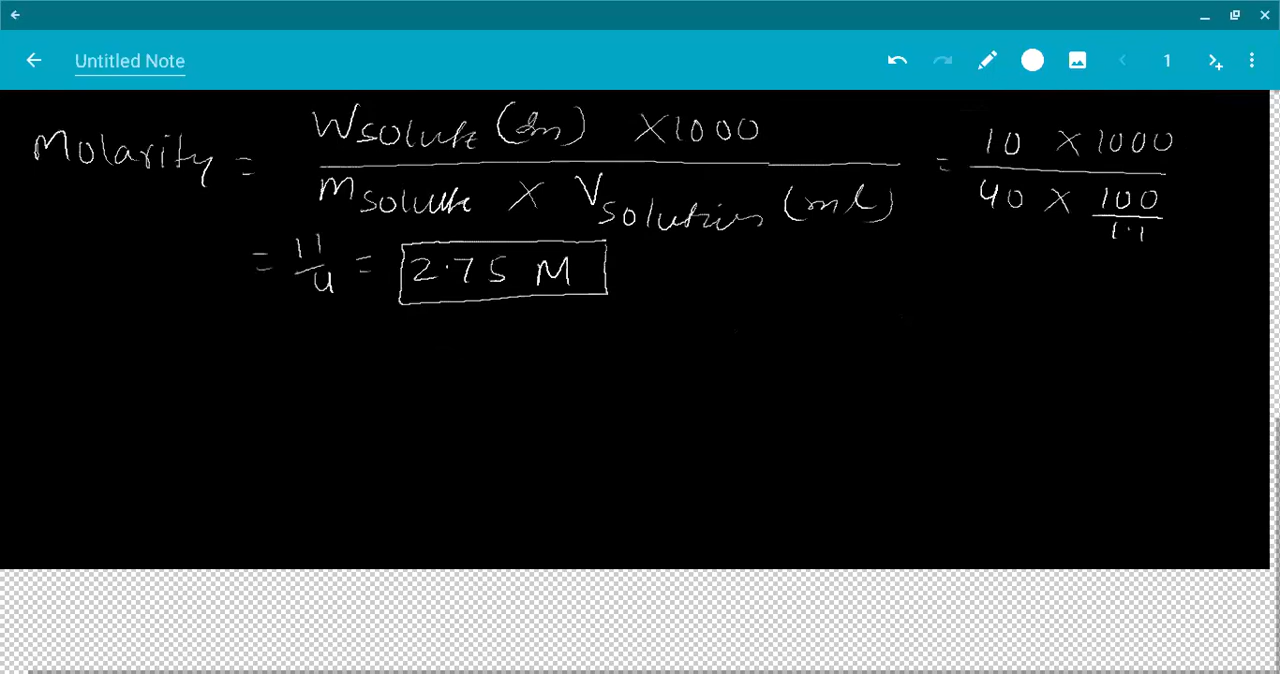 Untitled Note
1
Molarity = Wsolute (dm) X1000 / Msolute X Vsolution (ml) = 10 X 1000 / 40 X 100/1.1
= 11/4 = 2.75 M